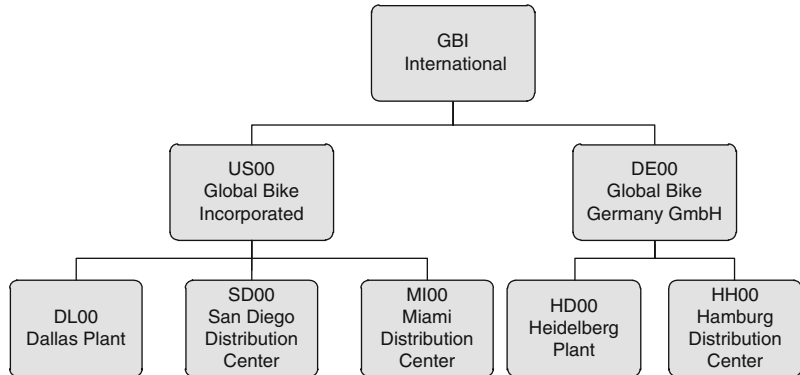 GBI
International
US00
Global Bike
Incorporated
DE00
Global Bike
Germany GmbH
DL00
Dallas Plant
SD00
San Diego
Distribution
Center
MI00
Miami
Distribution
Center
HD00
Heidelberg
Plant
HH00
Hamburg
Distribution
Center